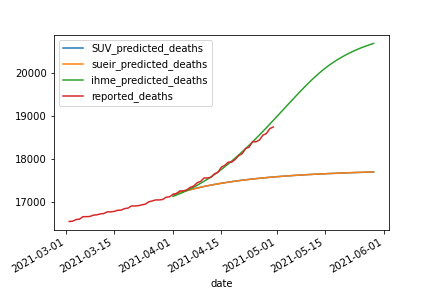 SUV_predicted_deaths
sueir_predicted_deaths
ihme_predicted_deaths
reported_deaths
20000
19000
18000
17000
2021-03-01
2021-03-15
2021-04-01
2021-04-15
2021-05-01
2021-05-15
2021-06-01
date